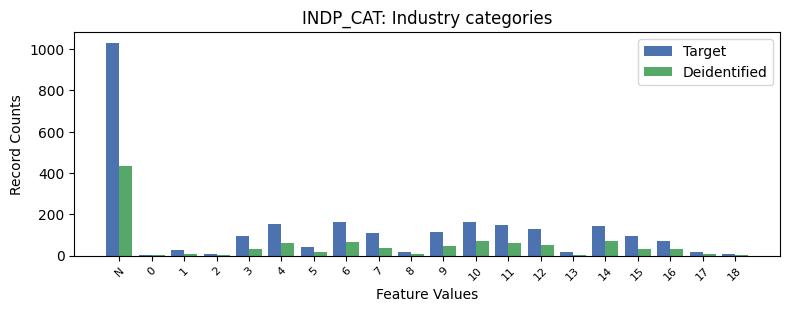 INDP_CAT: Industry categories
Target
Deidentified
Record Counts
1000
800
600
400
200
0
N 0 1 2 3 4 5 6 7 8 9 10 11 12 13 14 15 16 17 18
Feature Values